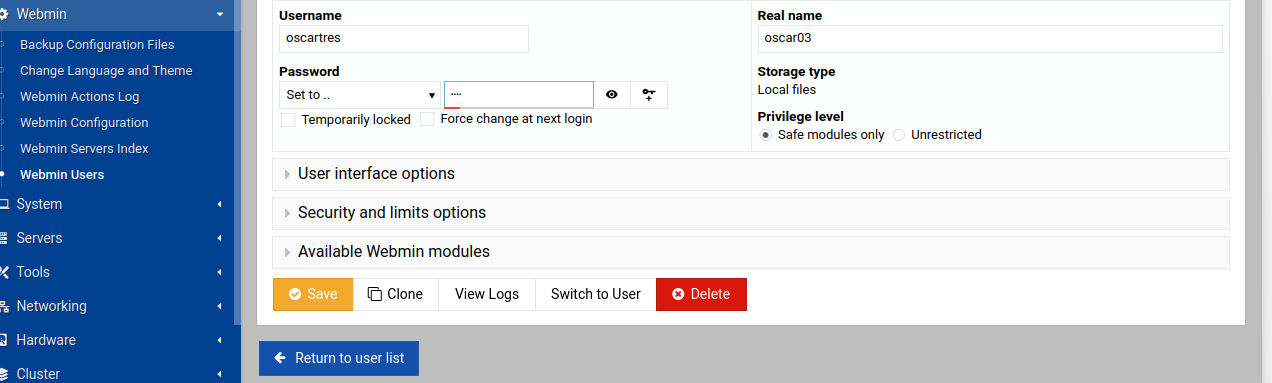 Webmin
Backup Configuration Files
Change Language and Theme
Webmin Actions Log
Webmin Configuration
Webmin Servers Index
Webmin Users
System
Servers
Tools
Networking
Hardware
Cluster
Username
oscartres
Real name
oscar03
Password
Set to ..
Temporarily locked
Force change at next login
Storage type
Local files
Privilege level
Safe modules only
Unrestricted
User interface options
Security and limits options
Available Webmin modules
Save
Clone
View Logs
Switch to User
Delete
Return to user list